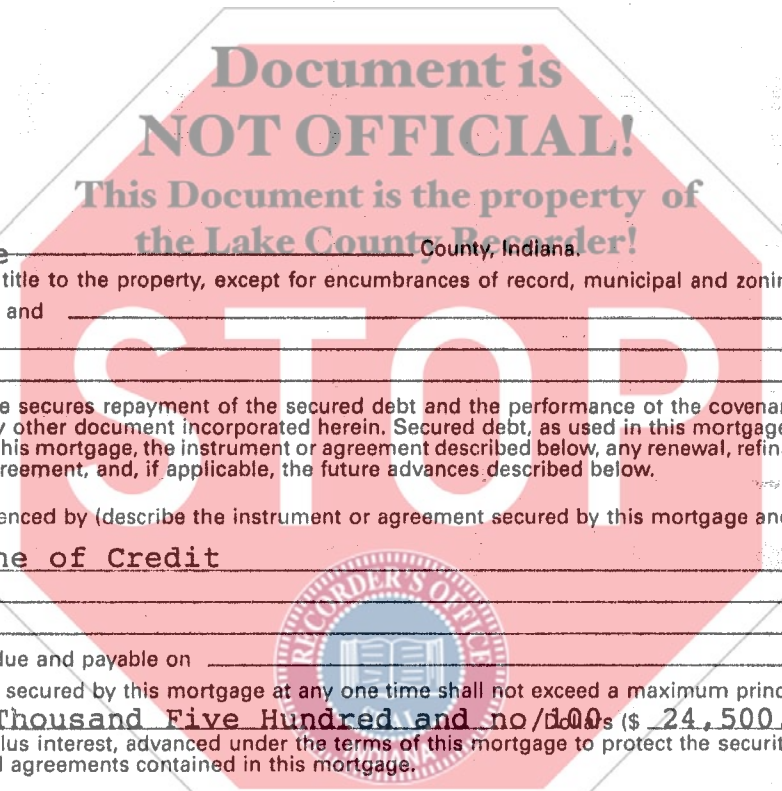 Document is
NOT OFFICIAL!
This Document is the property of
the Lake County Recorder!
e County, Indiana.
title to the property, except for encumbrances of record, municipal and zonin
and
STOP
e secures repayment of the secured debt and the performance of the covenan
y other document incorporated herein. Secured debt, as used in this mortgage
his mortgage, the instrument or agreement described below, any renewal, refin
reement, and, if applicable, the future advances described below.
enced by (describe the instrument or agreement secured by this mortgage and
ne of Credit
RECORDER'S OFFICE
due and payable on
secured by this mortgage at any one time shall not exceed a maximum princ
Thousand Five Hundred and no/100 Dollars ($ 24,500
lus interest, advanced under the terms of this mortgage to protect the securit
d agreements contained in this mortgage.